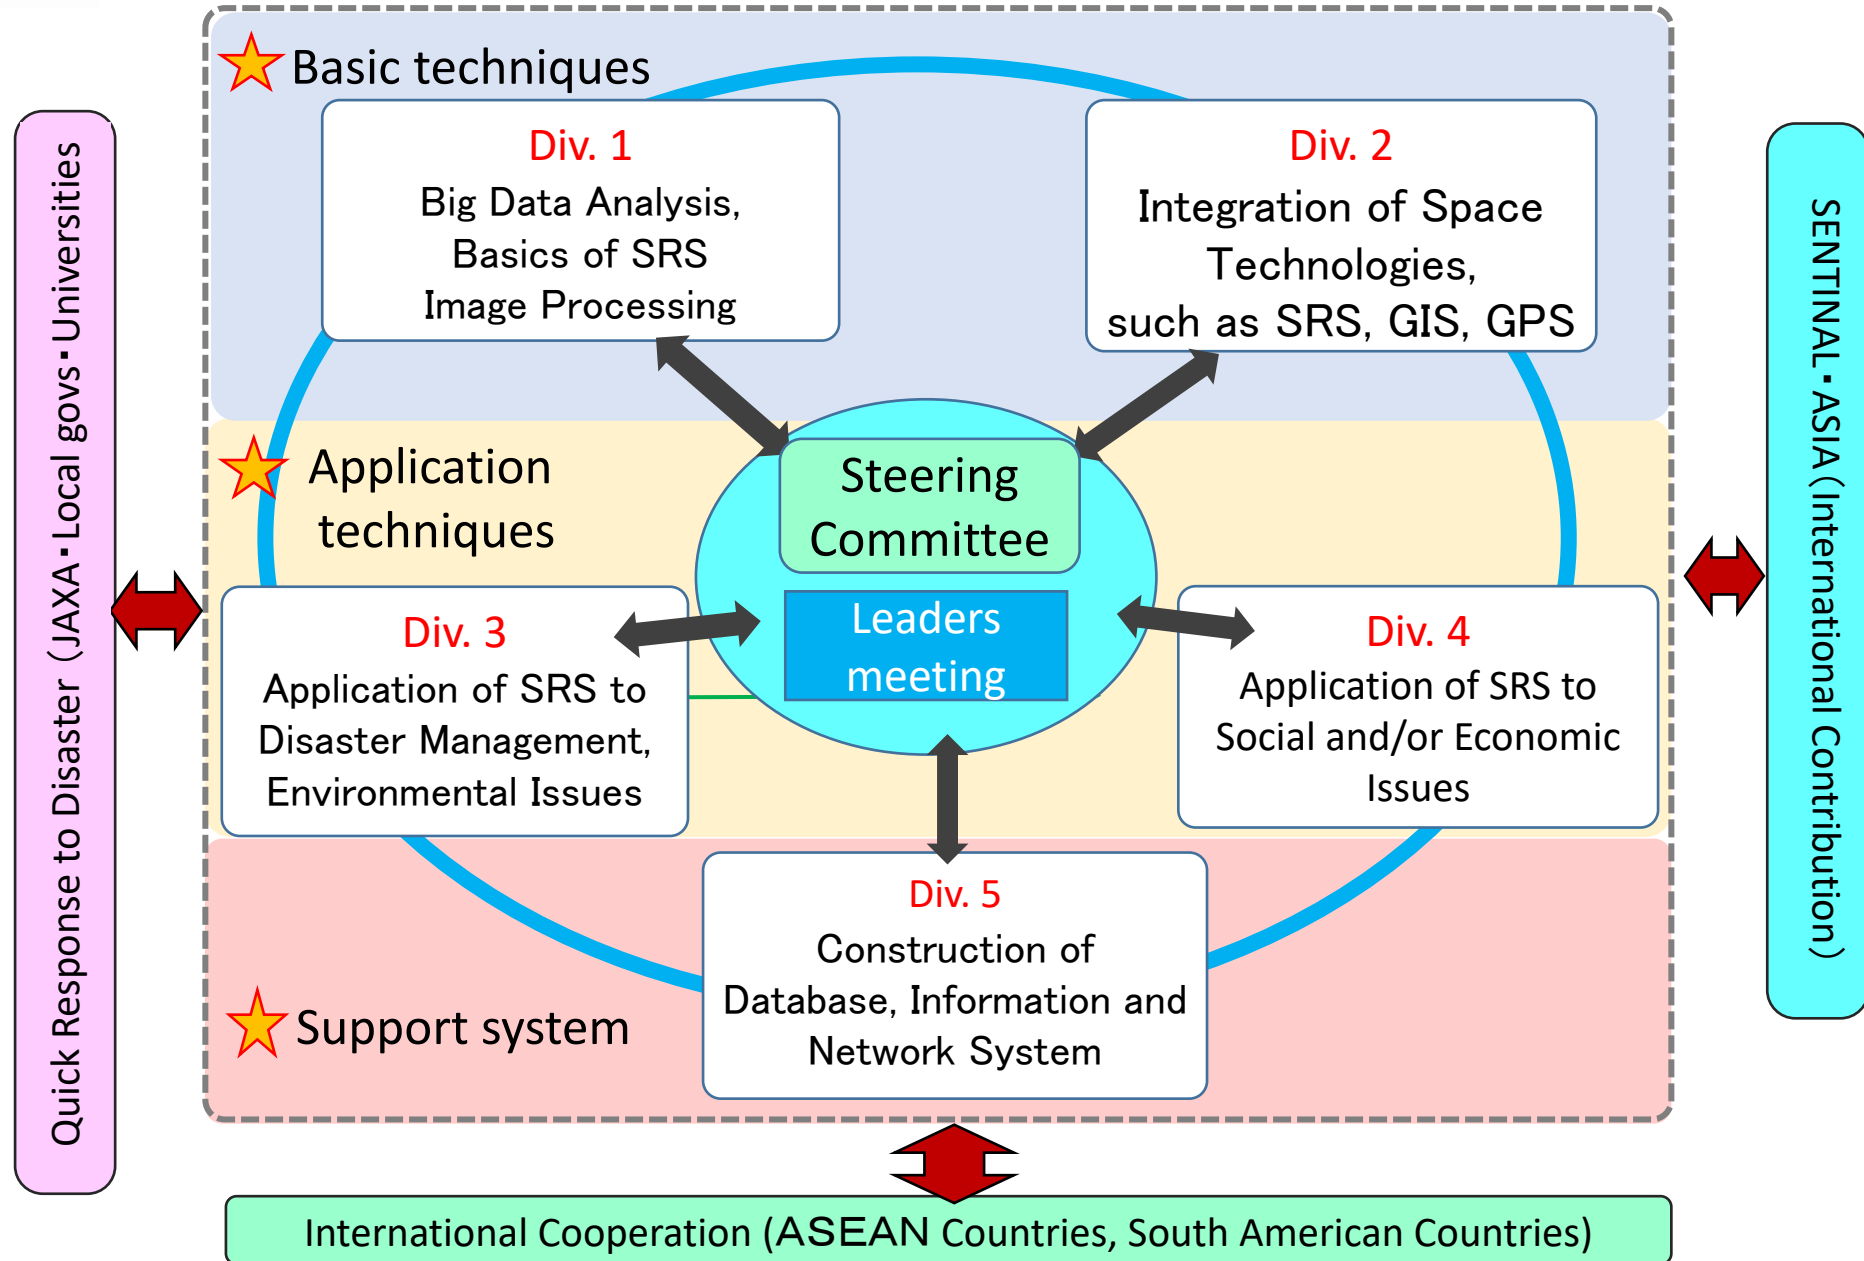 Basic techniques
Div. 1
Big Data Analysis,
Basics of SRS
Image Processing
Div. 2
Integration of Space
Technologies,
such as SRS, GIS, GPS
Application
techniques
Steering
Committee
Leaders
meeting
Div. 3
Application of SRS to
Disaster Management,
Environmental Issues
Div. 4
Application of SRS to
Social and/or Economic
Issues
Support system
Div. 5
Construction of
Database, Information and
Network System
Quick Response to Disaster（JAXA・Local govs・Universities
SENTINAL・ASIA（International Contribution）
International Cooperation (ASEAN Countries, South American Countries)